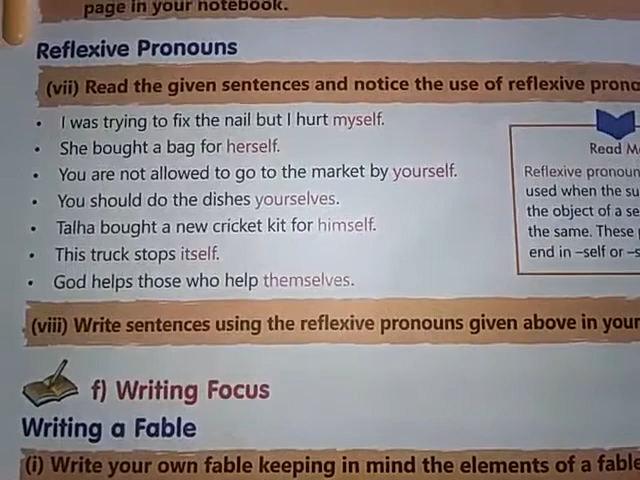 page in your notebook.
Reflexive Pronouns
(vii) Read the given sentences and notice the use of reflexive
• I was trying to fix the nail but I hurt myself.
• She bought a bag for herself.
• You are not allowed to go to the market by yourself.
• You should do the dishes yourselves.
• Talha bought a new cricket kit for himself.
• This truck stops itself.
• God helps those who help themselves.
Read
Reflexive
used when the
the object of a
the same. These
end in –self or
(viii) Write sentences using the reflexive pronouns given above in your
f) Writing Focus
Writing a Fable
(i) Write your own fable keeping in mind the elements of a fable